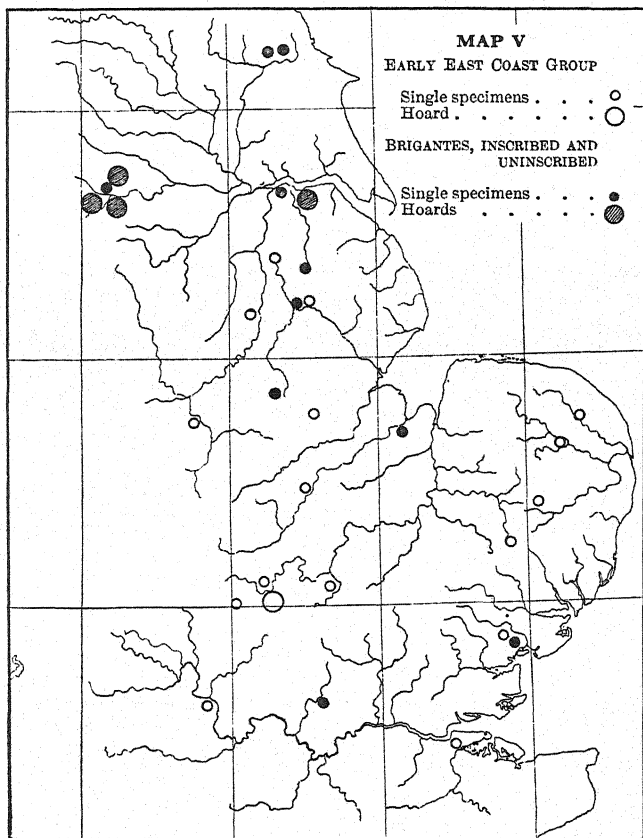 MAP V
EARLY EAST COAST GROUP
Single specimens . . . .
Hoard . . . . . .
BRIGANTES, INSCRIBED AND
UNINSCRIBED
Single specimens . . . .
Hoards . . . . .